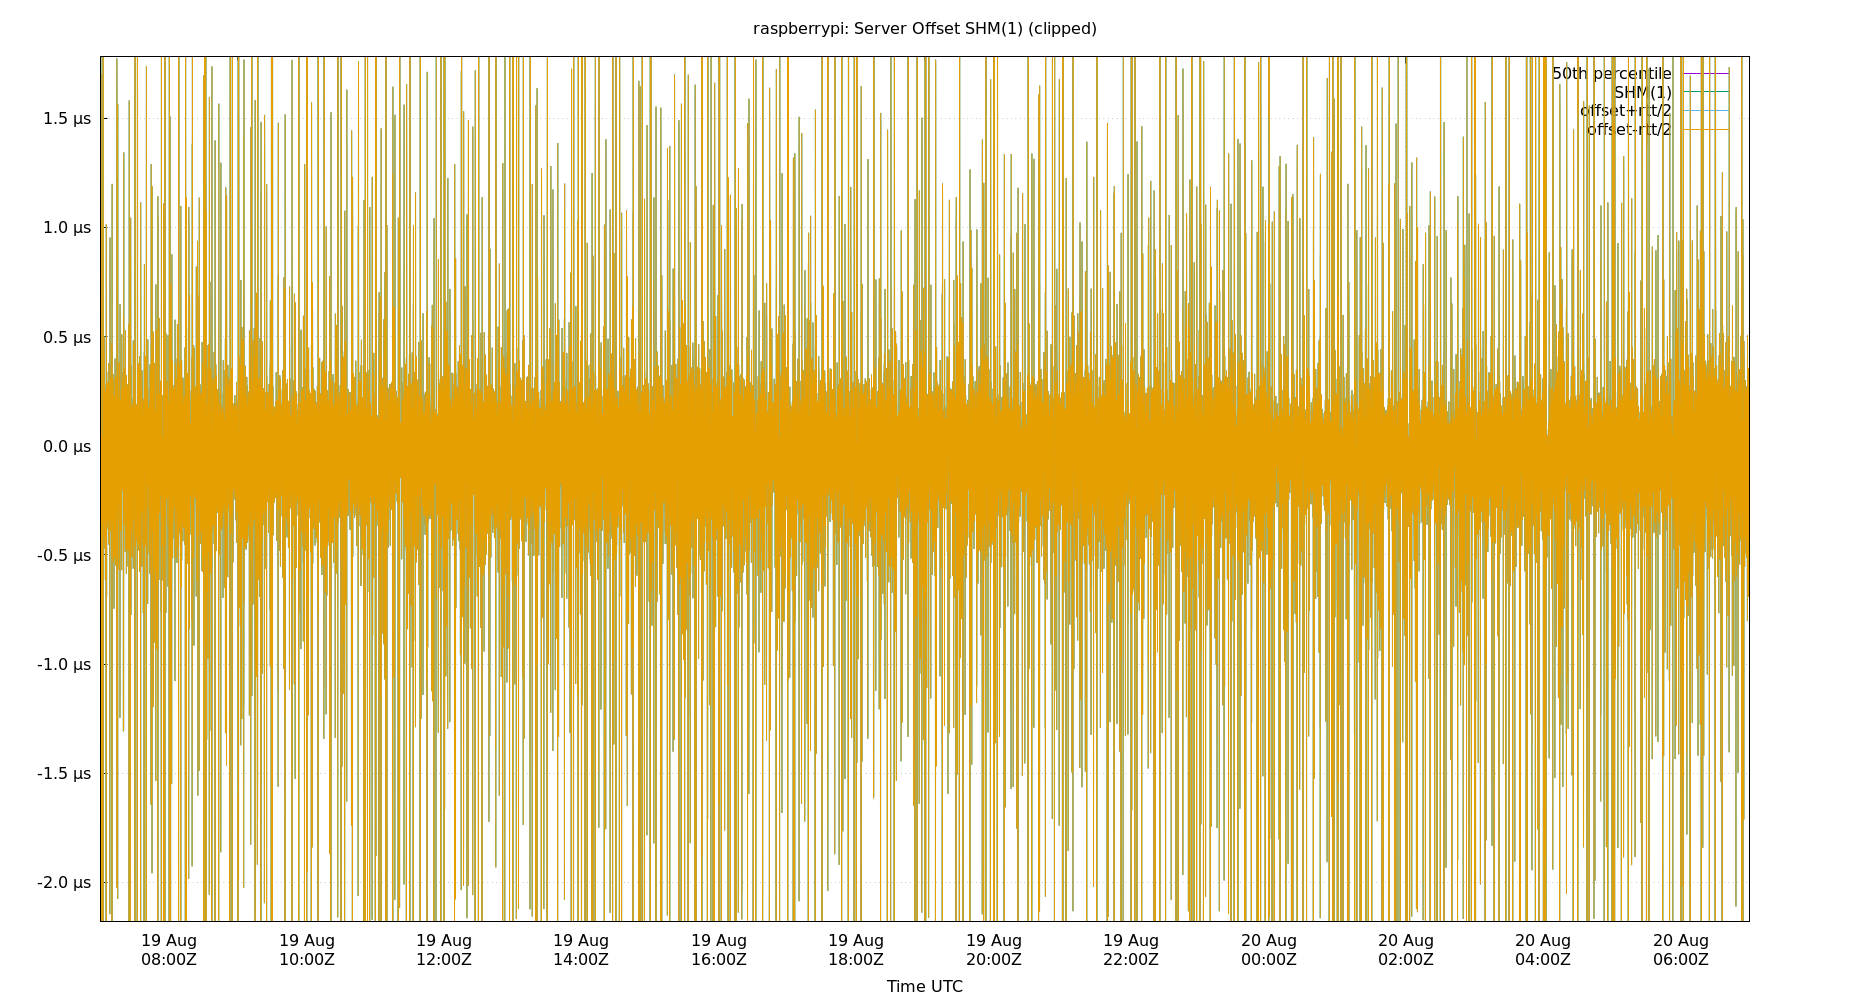 raspberrypi: Server Offset SHM(1) (clipped)
50th percentile
SHM(1)
offset+rtt/2
offset-rtt/2
1.5 µs
1.0 µs
0.5 µs
0.0 µs
-0.5 µs
-1.0 µs
-1.5 µs
-2.0 µs
19 Aug 19 Aug 19 Aug 19 Aug 19 Aug 19 Aug 19 Aug 19 Aug 20 Aug 20 Aug 20 Aug 20 Aug
08:00Z 10:00Z 12:00Z 14:00Z 16:00Z 18:00Z 20:00Z 22:00Z 00:00Z 02:00Z 04:00Z 06:00Z
Time UTC